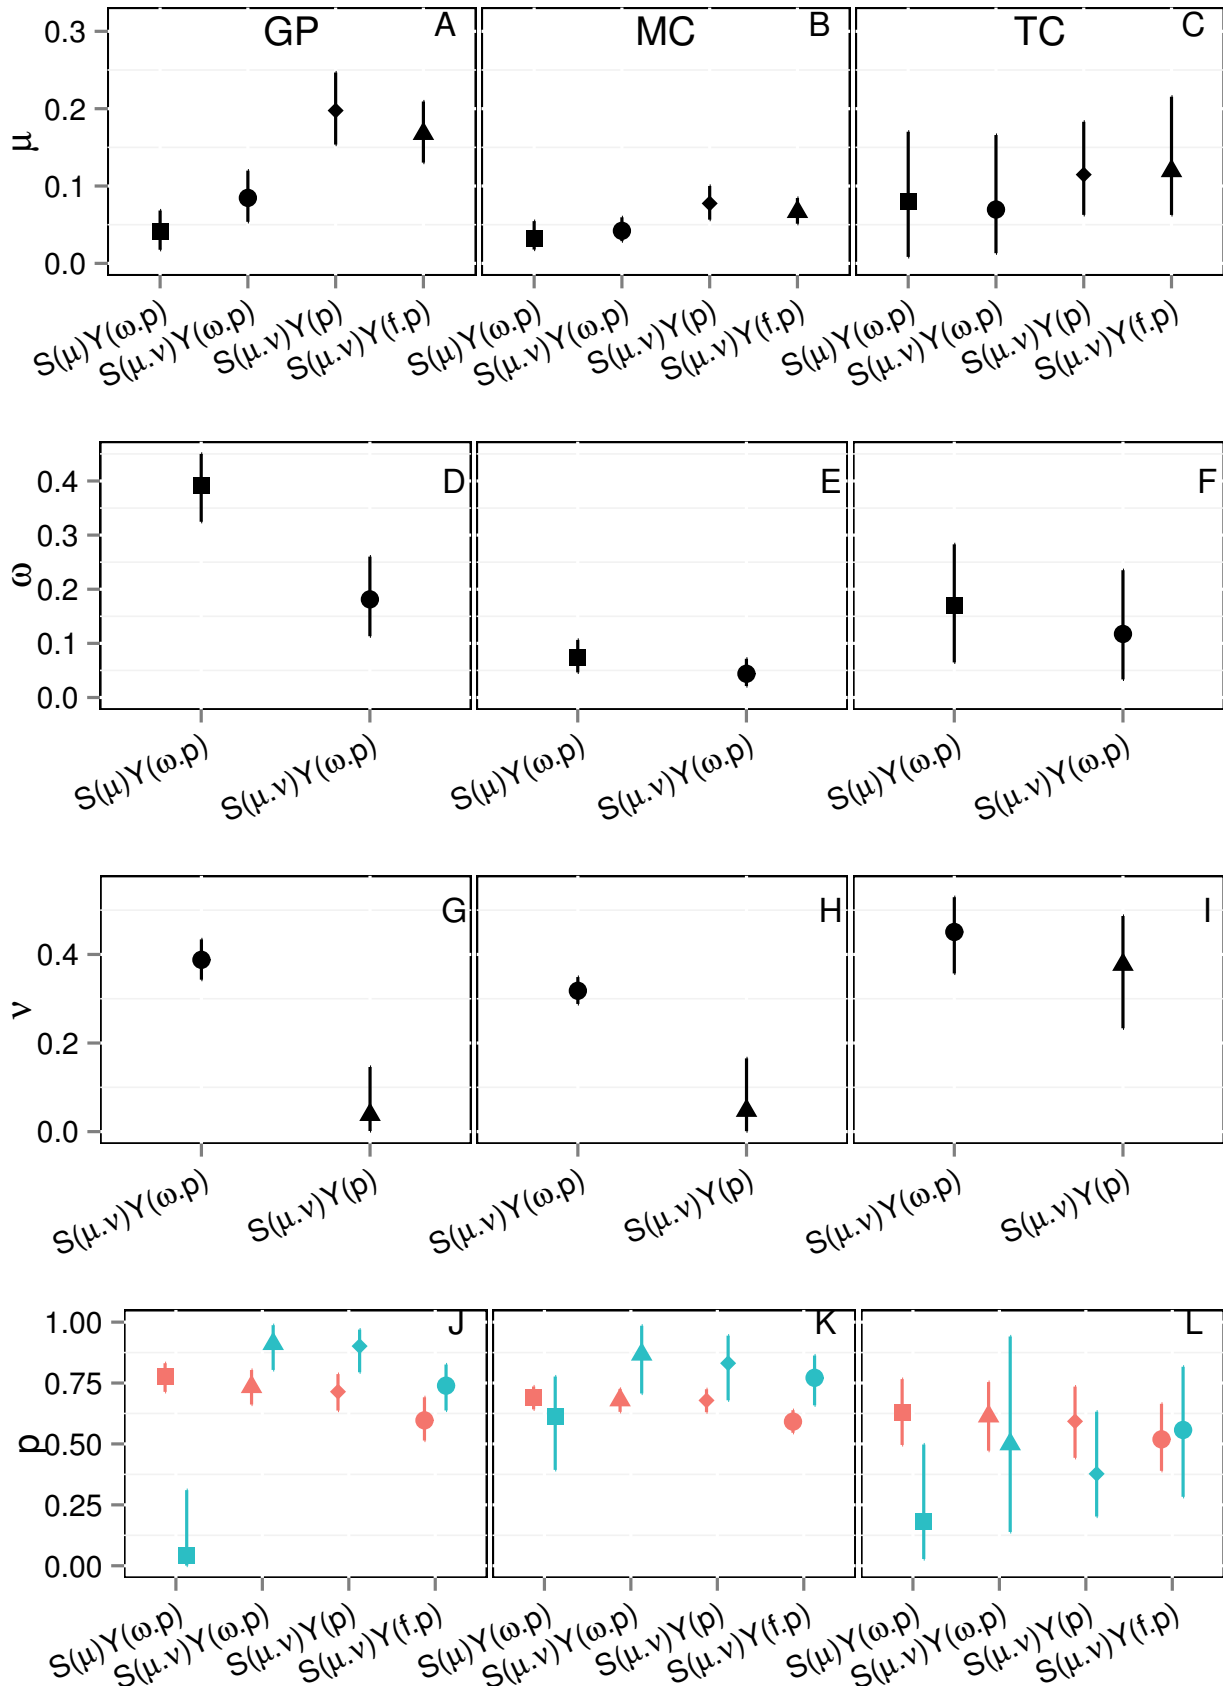 GP A MC B TC C
0.3
0.2
0.1
0.0
μ
S(μ)Y(ω.p) S(μ.ν)Y(ω.p) S(μ.ν)Y(p) S(μ.ν)Y(f.p) S(μ)Y(ω.p) S(μ.ν)Y(ω.p) S(μ.ν)Y(p) S(μ.ν)Y(f.p) S(μ)Y(ω.p) S(μ.ν)Y(ω.p) S(μ.ν)Y(p) S(μ.ν)Y(f.p)
D E F
0.4
0.3
0.2
0.1
0.0
ω
S(μ)Y(ω.p) S(μ.ν)Y(ω.p) S(μ)Y(ω.p) S(μ.ν)Y(ω.p) S(μ)Y(ω.p) S(μ.ν)Y(ω.p)
G H I
0.4
0.2
0.0
ν
S(μ.ν)Y(ω.p) S(μ.ν)Y(p) S(μ.ν)Y(ω.p) S(μ.ν)Y(p) S(μ.ν)Y(ω.p) S(μ.ν)Y(p)
J K L
1.00
0.75
0.50
0.25
0.00
p
S(μ)Y(ω.p) S(μ.ν)Y(ω.p) S(μ.ν)Y(p) S(μ.ν)Y(f.p) S(μ)Y(ω.p) S(μ.ν)Y(ω.p) S(μ.ν)Y(p) S(μ.ν)Y(f.p) S(μ)Y(ω.p) S(μ.ν)Y(ω.p) S(μ.ν)Y(p) S(μ.ν)Y(f.p)